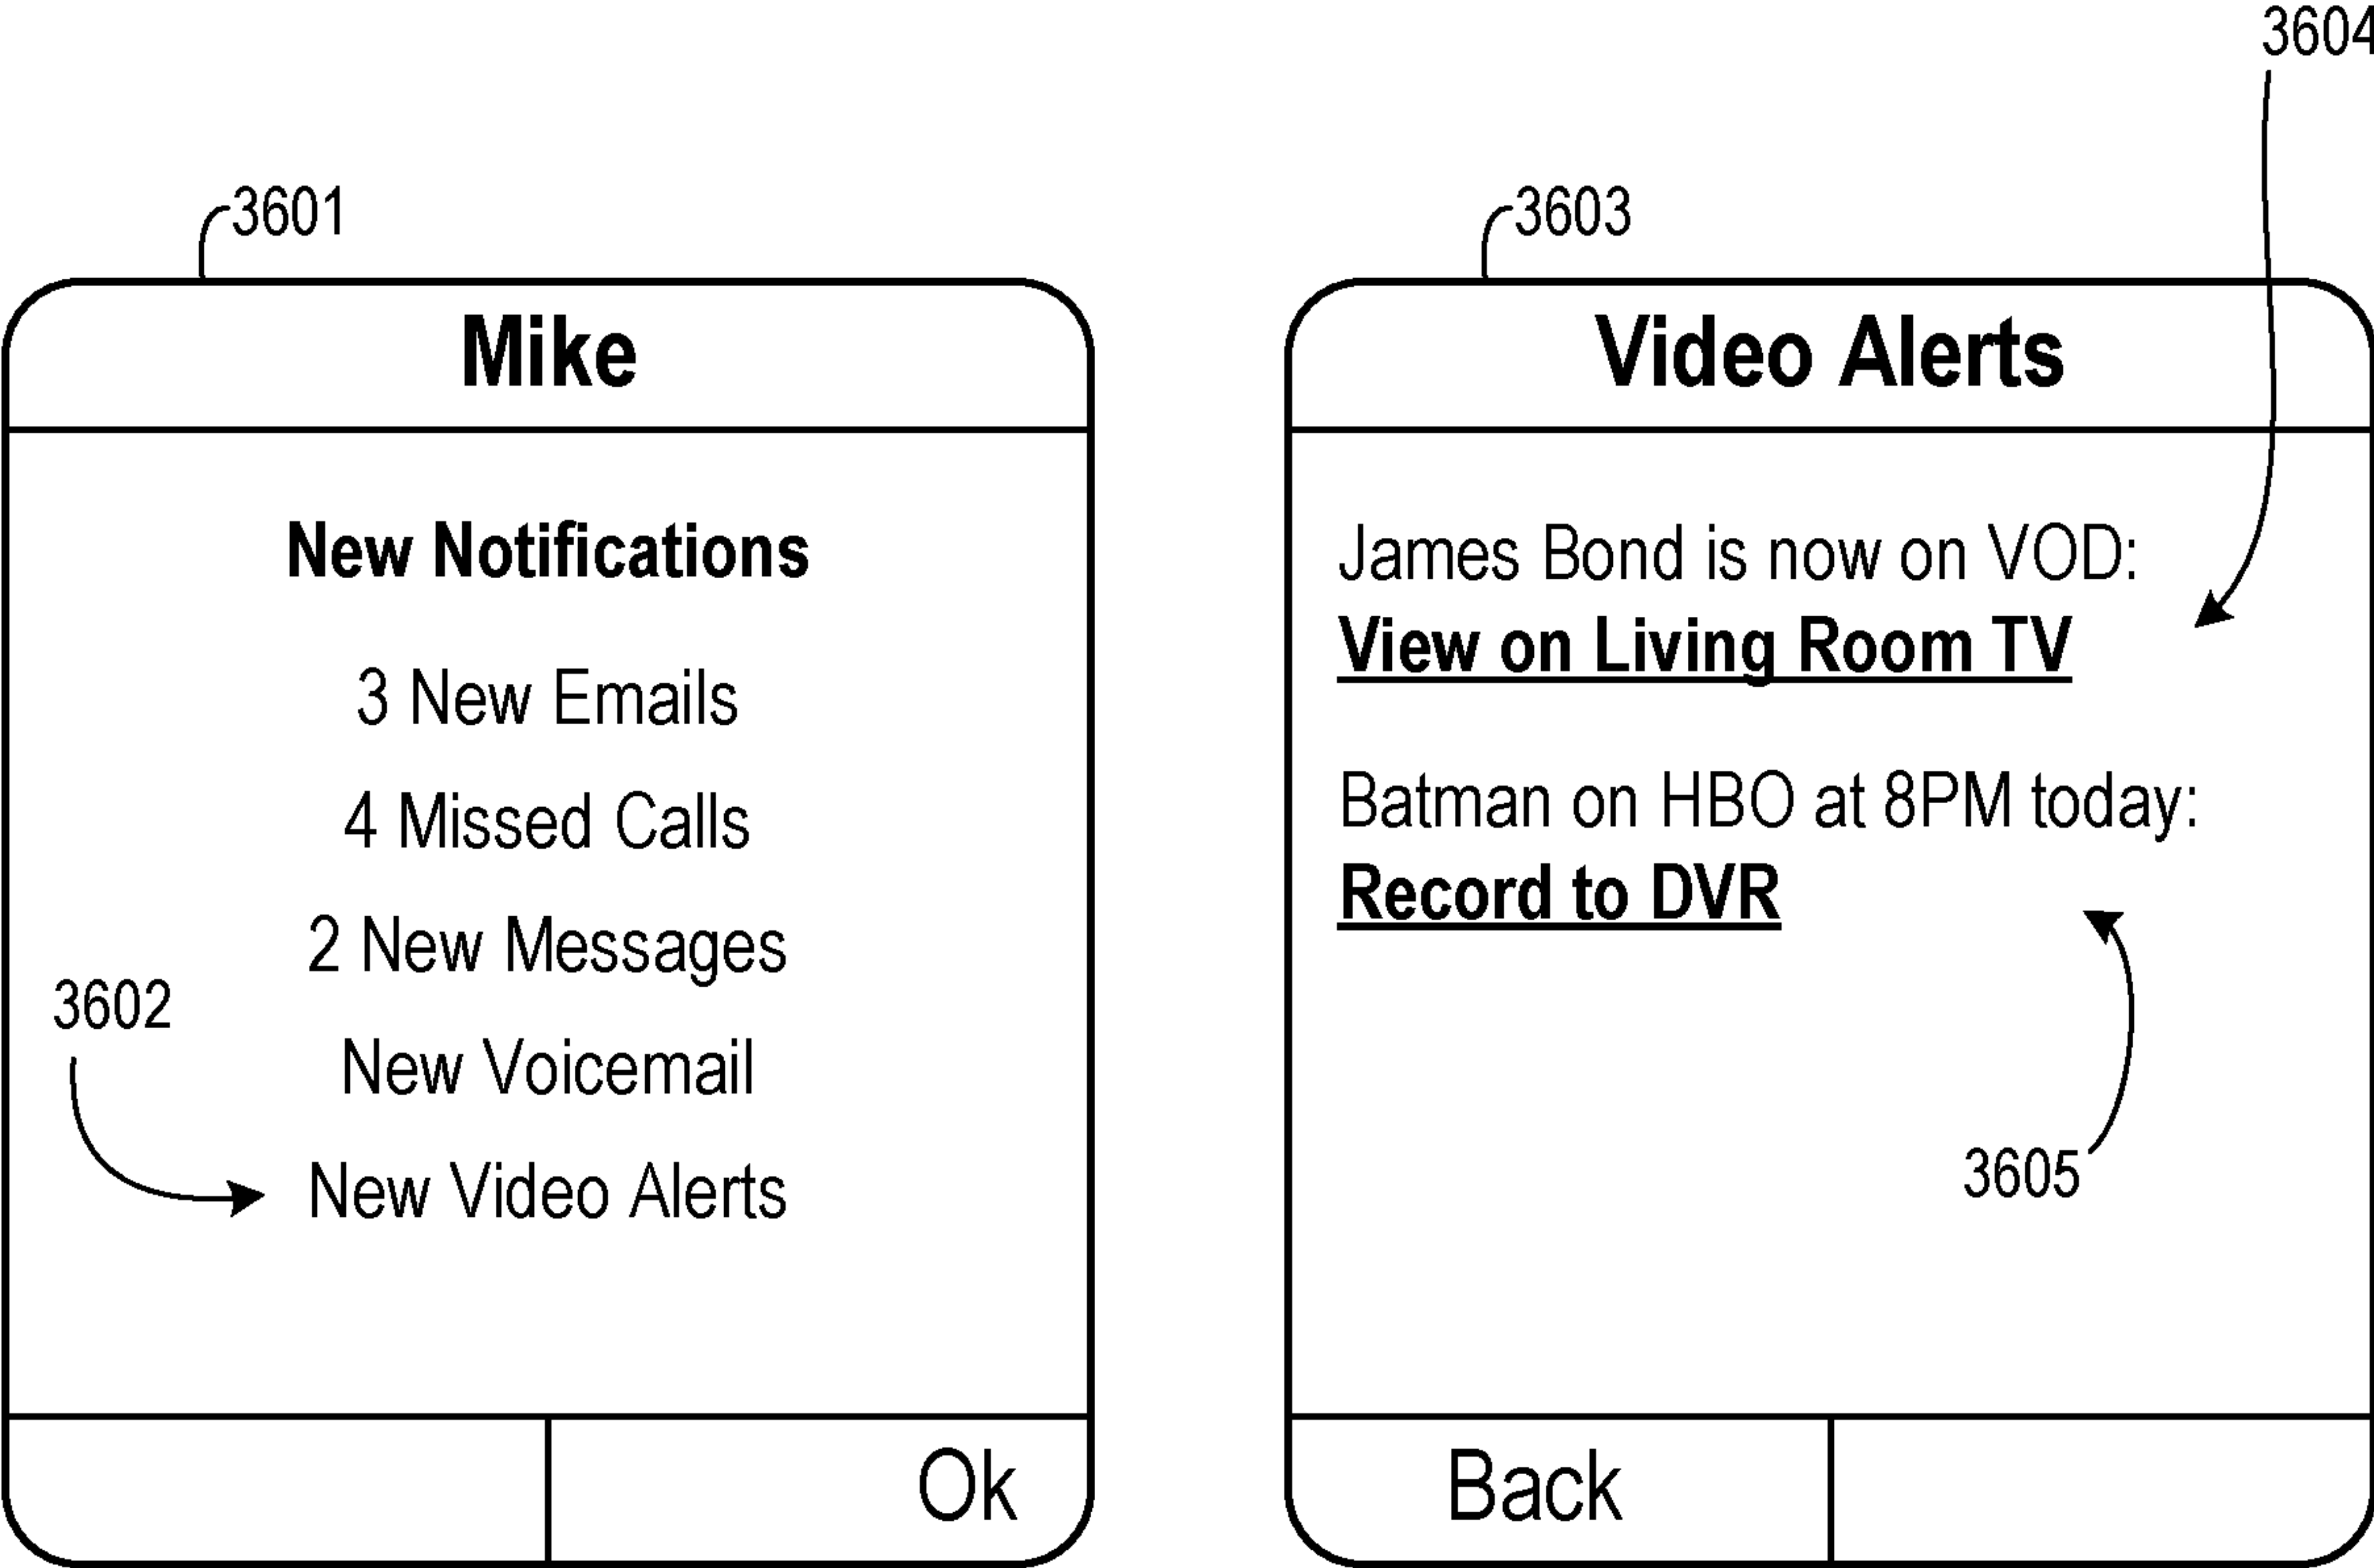 3604
3601
3603
Mike
Video Alerts
New Notifications
3 New Emails
4 Missed Calls
2 New Messages
3602
New Voicemail
New Video Alerts
Ok
James Bond is now on VOD:
View on Living Room TV
Batman on HBO at 8PM today:
Record to DVR
3605
Back